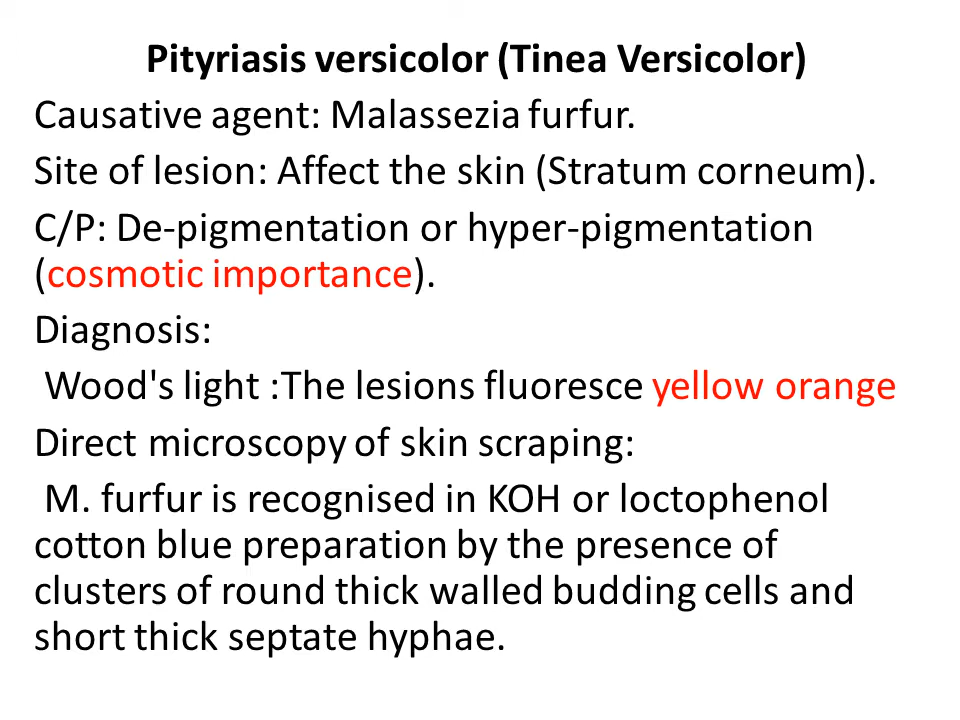 Pityriasis versicolor (Tinea Versicolor)
Causative agent: Malassezia furfur.
Site of lesion: Affect the skin (Stratum corneum).
C/P: De-pigmentation or hyper-pigmentation
(cosmotic importance).
Diagnosis:
Wood's light :The lesions fluoresce yellow orange
Direct microscopy of skin scraping:
M. furfur is recognised in KOH or loctophenol
cotton blue preparation by the presence of
clusters of round thick walled budding cells and
short thick septate hyphae.